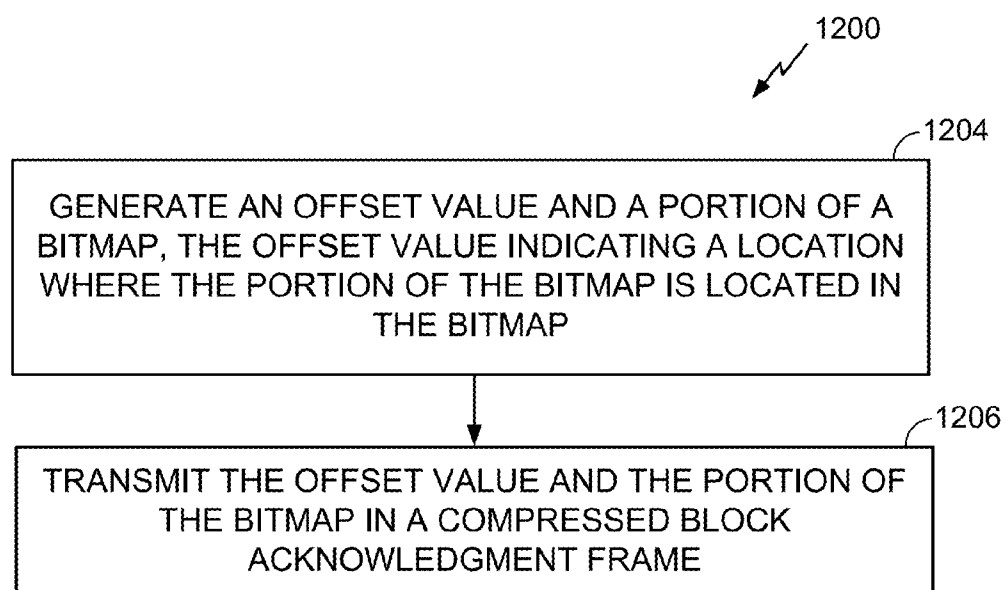 1200
1204
GENERATE AN OFFSET VALUE AND A PORTION OF A
BITMAP, THE OFFSET VALUE INDICATING A LOCATION
WHERE THE PORTION OF THE BITMAP IS LOCATED IN
THE BITMAP
1206
TRANSMIT THE OFFSET VALUE AND THE PORTION OF
THE BITMAP IN A COMPRESSED BLOCK
ACKNOWLEDGMENT FRAME